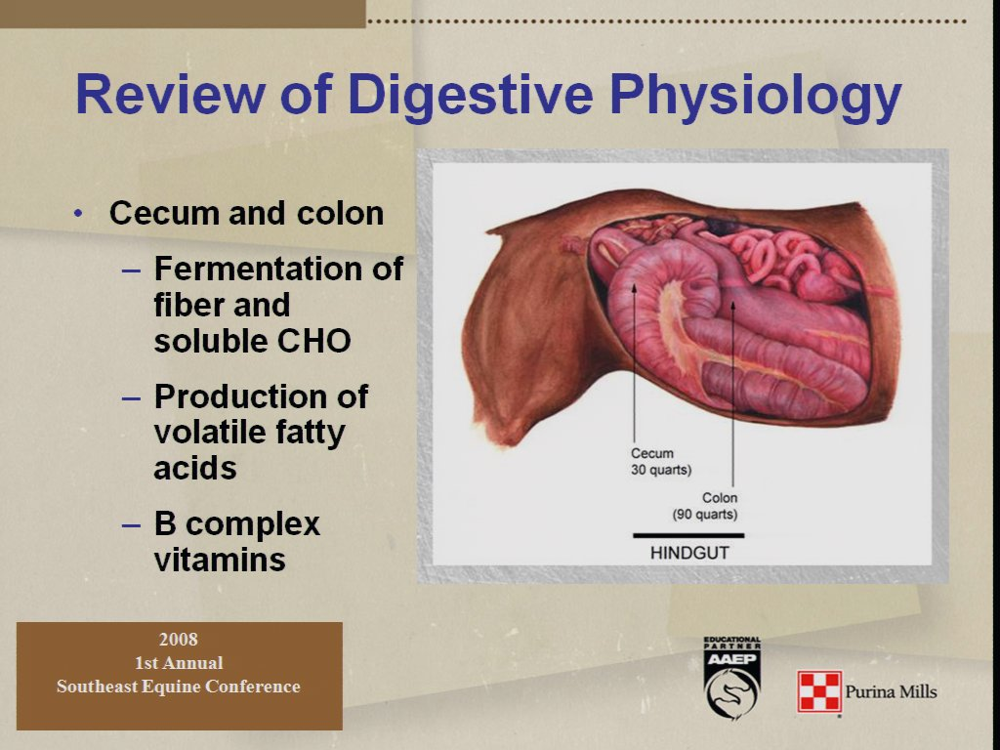 Review of Digestive Physiology
• Cecum and colon
– Fermentation of
fiber and
soluble CHO
– Production of
volatile fatty
acids
– B complex
vitamins
Cecum
30 quarts)
Colon
(90 quarts)
HINDGUT
2008
1st Annual
Southeast Equine Conference
EDUCATIONAL
PARTNER
AAEP
Purina Mills